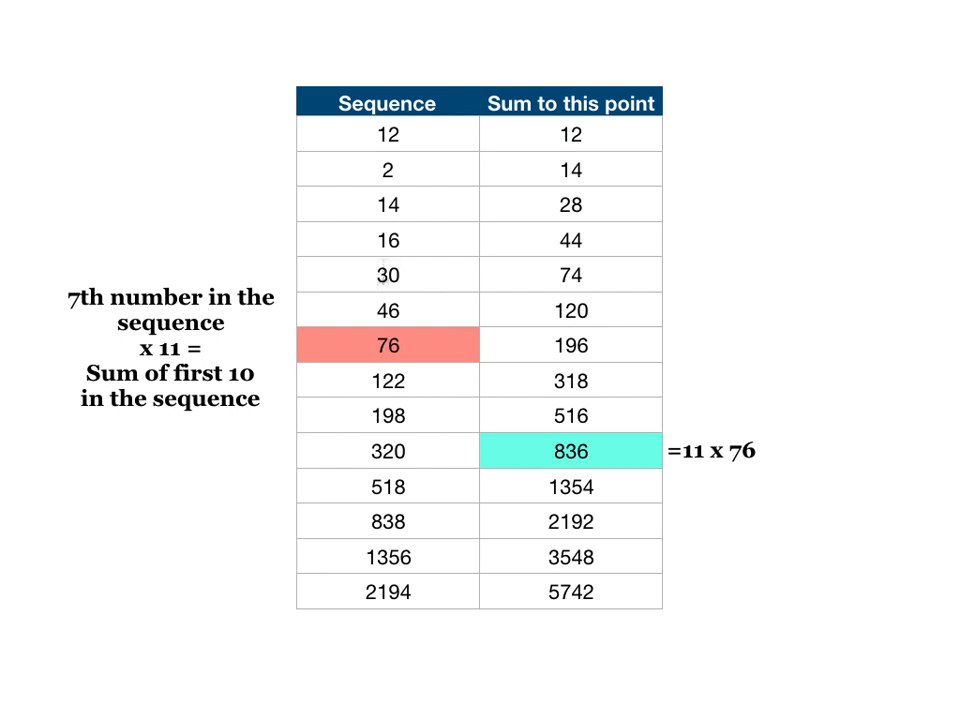 Sequence Sum to this point
12 12
2 14
14 28
16 44
30 74
7th number in the
sequence
x 11 =
Sum of first 10
in the sequence
46 120
76 196
122 318
198 516
320 836 =11 x 76
518 1354
838 2192
1356 3548
2194 5742